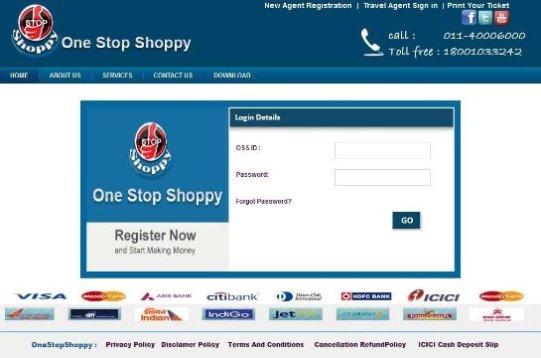 New Agent Registration | Travel Agent Sign in | Print Your Ticket
STOP
Shoppy
One Stop Shoppy
call : 011-40006000
Toll free : 18001033242
HOME
ABOUT US
SERVICES
CONTACT US
DOWNLOAD
STOP
Shoppy
One Stop Shoppy
Register Now
and Start Making Money
Login Details
OSS ID :
Password:
Forgot Password?
GO
VISA
MasterCard
AXIS BANK
citibank
Diners Club International
HDFC BANK
ICICI
MasterCard
Indian
IndiGo
Jet
OneStopShoppy : Privacy Policy Disclaimer Policy Terms And Conditions Cancellation RefundPolicy ICICI Cash Deposit Slip